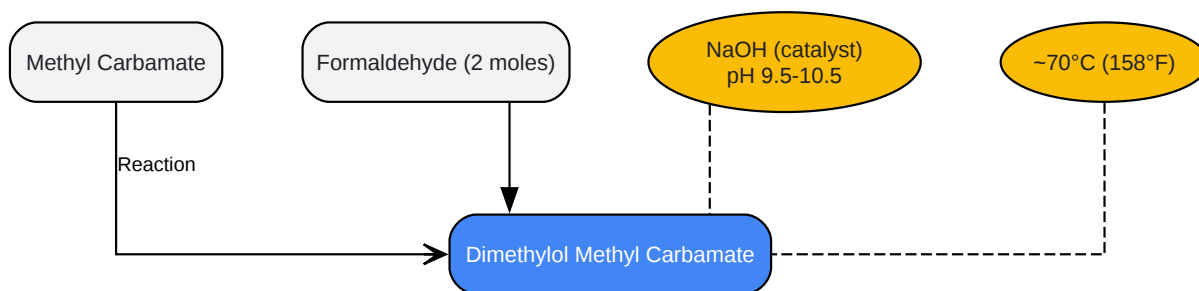 Methyl Carbamate
Formaldehyde (2 moles)
NaOH (catalyst)
pH 9.5-10.5
~70°C (158°F)
Reaction
Dimethylol Methyl Carbamate